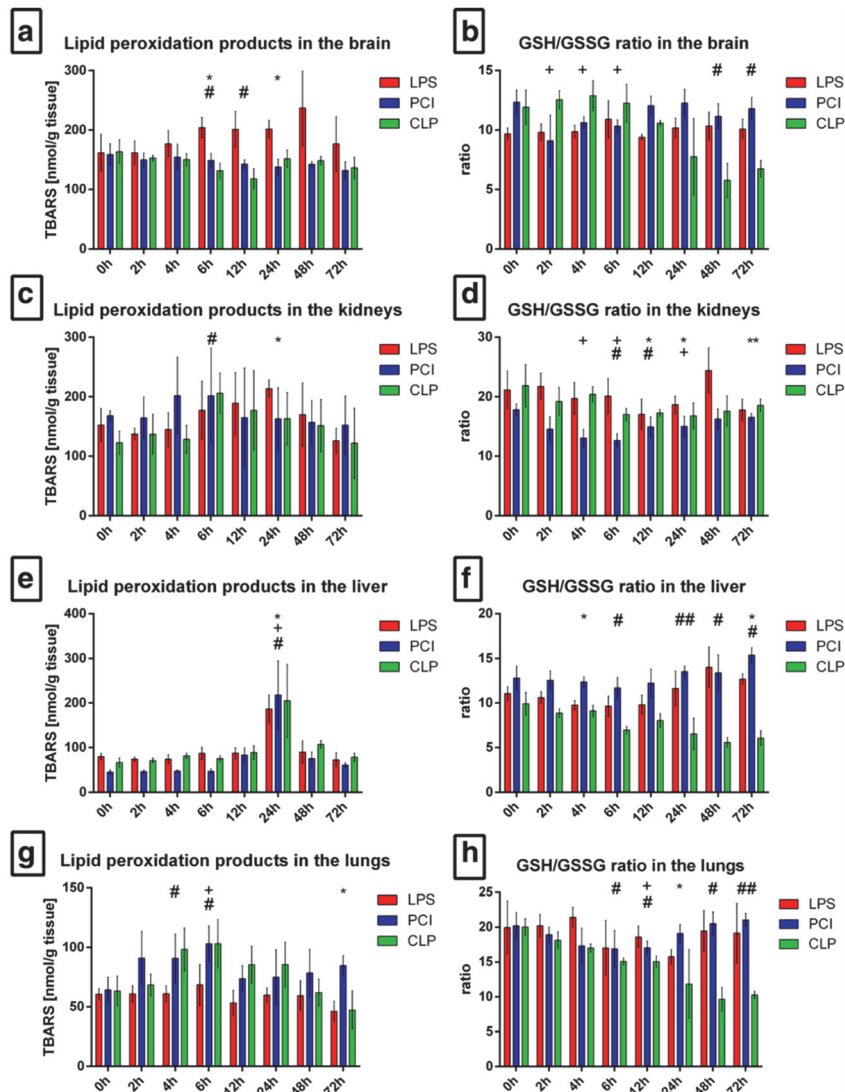 a
Lipid peroxidation products in the brain
TBARS [nmol/g tissue]
300
200
100
0
*
#
#
*
LPS
PCI
CLP
0h 2h 4h 6h 12h 24h 48h 72h
b
GSH/GSSG ratio in the brain
ratio
15
10
5
0
+ + + # #
LPS
PCI
CLP
0h 2h 4h 6h 12h 24h 48h 72h
c
Lipid peroxidation products in the kidneys
TBARS [nmol/g tissue]
300
200
100
0
# *
LPS
PCI
CLP
0h 2h 4h 6h 12h 24h 48h 72h
d
GSH/GSSG ratio in the kidneys
ratio
30
20
10
0
+ + * * **
# # +
LPS
PCI
CLP
0h 2h 4h 6h 12h 24h 48h 72h
e
Lipid peroxidation products in the liver
TBARS [nmol/g tissue]
400
300
200
100
0
*
+
#
LPS
PCI
CLP
0h 2h 4h 6h 12h 24h 48h 72h
f
GSH/GSSG ratio in the liver
ratio
20
15
10
5
0
* # ## # *
#
LPS
PCI
CLP
0h 2h 4h 6h 12h 24h 48h 72h
g
Lipid peroxidation products in the lungs
TBARS [nmol/g tissue]
150
100
50
0
# + *
#
LPS
PCI
CLP
0h 2h 4h 6h 12h 24h 48h 72h
h
GSH/GSSG ratio in the lungs
ratio
25
20
15
10
5
0
# + * # ##
#
LPS
PCI
CLP
0h 2h 4h 6h 12h 24h 48h 72h